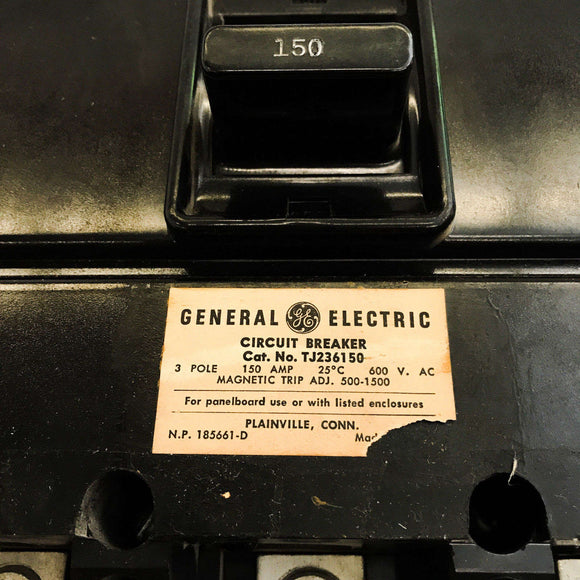 150
GENERAL GE ELECTRIC
CIRCUIT BREAKER
Cat. No. TJ236150
3 POLE 150 AMP 25°C 600 V. AC
MAGNETIC TRIP ADJ. 500-1500
For panelboard use or with listed enclosures
PLAINVILLE, CONN.
N.P. 185661-D